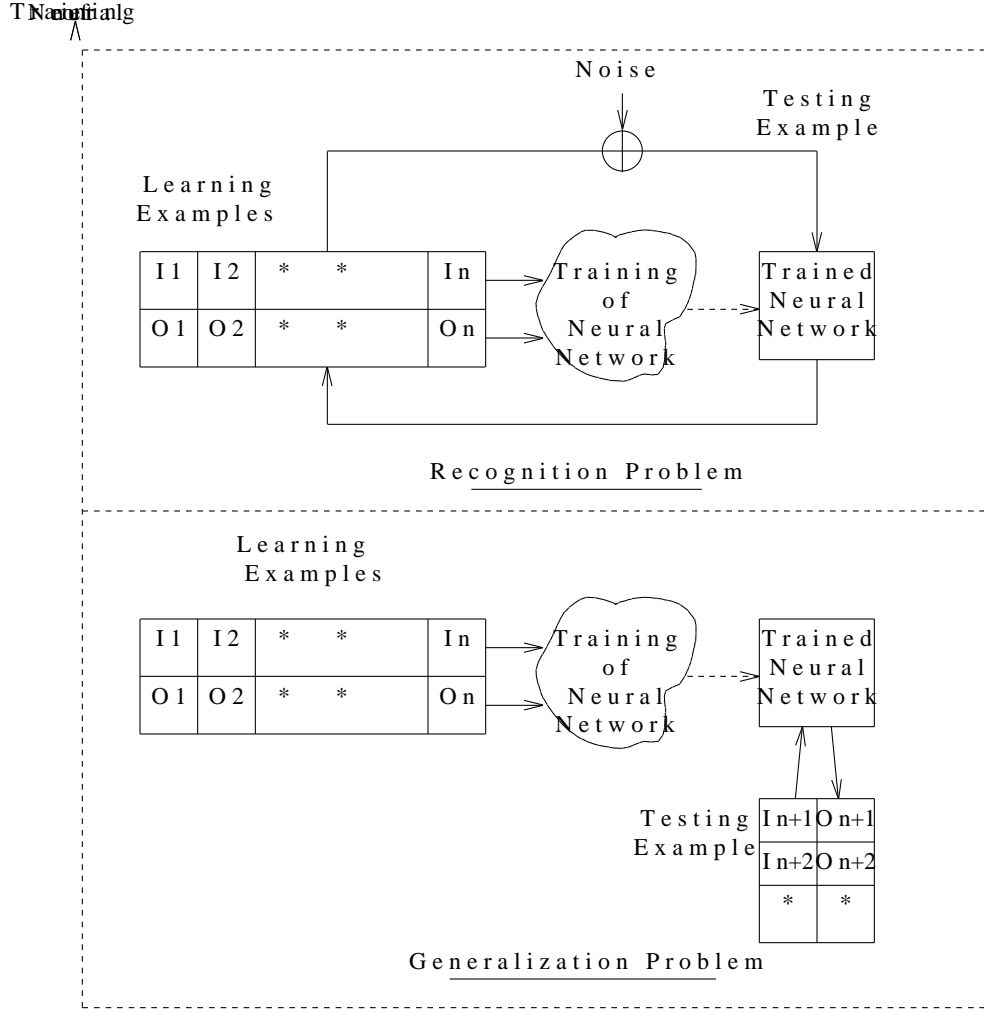 Noise
Testing
Example
Learning
Examples
I1 I2 * * In
O1 O2 * * On
Training
of
Neural
Network
Trained
Neural
Network
Recognition Problem
Learning
Examples
I1 I2 * * In
O1 O2 * * On
Training
of
Neural
Network
Trained
Neural
Network
Testing
Example
In+1 On+1
In+2 On+2
* *
Generalization Problem